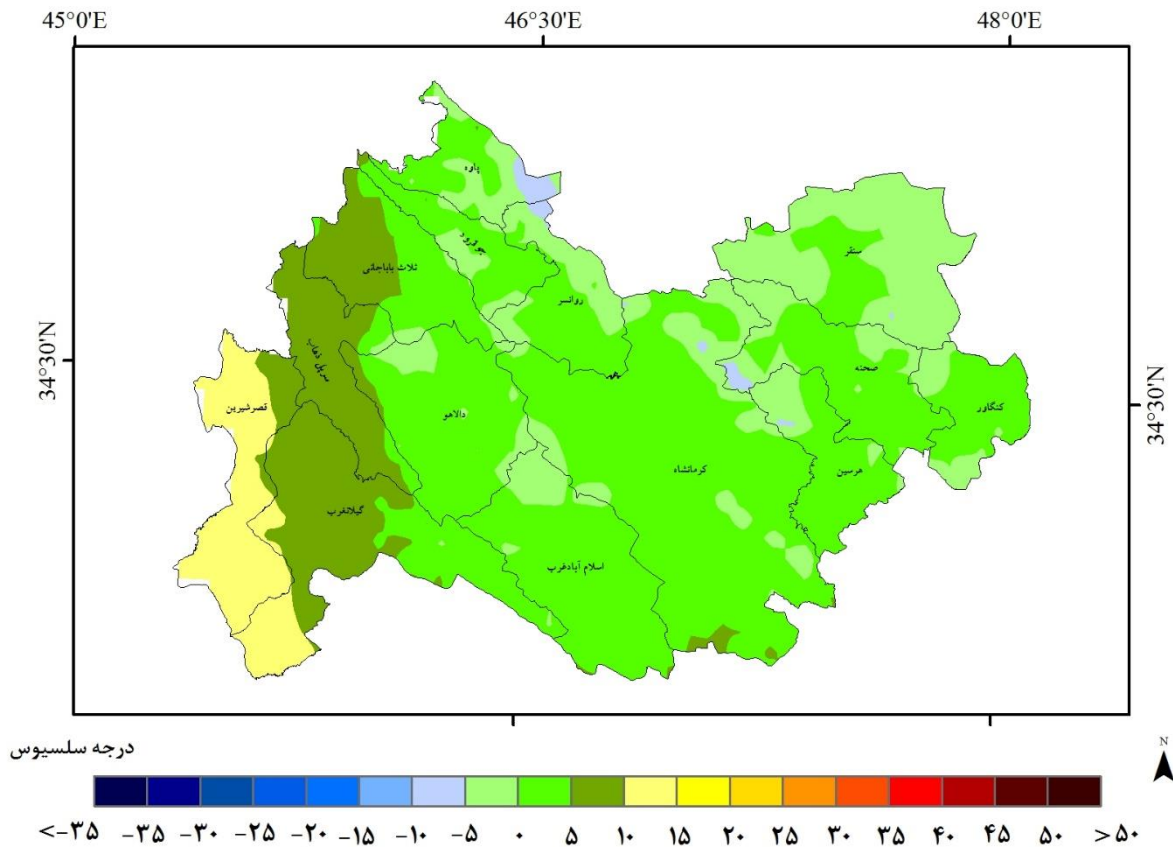 45°0'E 46°30'E 48°0'E
34°30'N
34°30'N
پاوه
جوانرود
سنقر
ثلاث باباجانی
روانسر
سرپل ذهاب
صحنه
قصرشیرین
دالاهو
کنگاور
کرمانشاه
هرسین
گیلانغرب
اسلام آبادغرب
درجه سلسیوس
N
<-۳۵ -۳۵ -۳۰ -۲۵ -۲۰ -۱۵ -۱۰ -۵ ۰ ۵ ۱۰ ۱۵ ۲۰ ۲۵ ۳۰ ۳۵ ۴۰ ۴۵ ۵۰ >۵۰